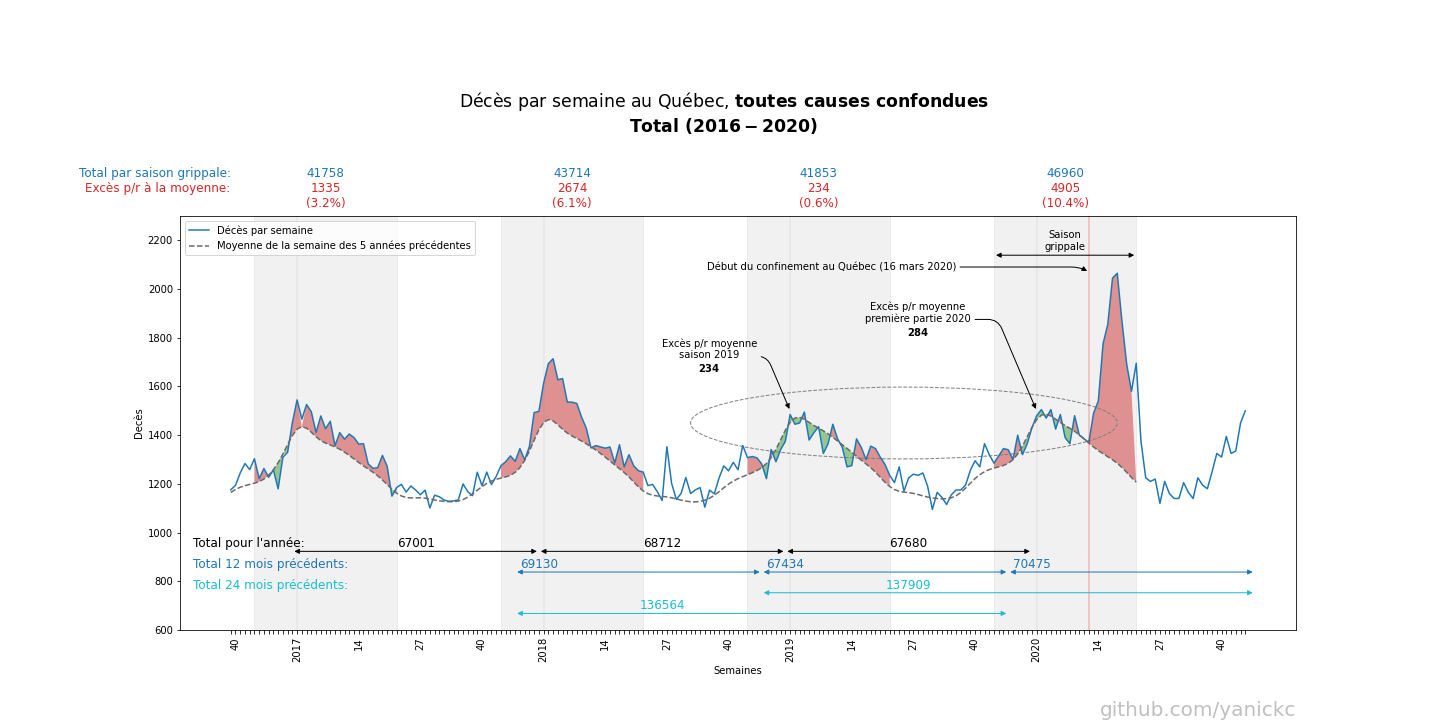 Décès par semaine au Québec, toutes causes confondues
Total (2016 − 2020)
Total par saison grippale: 41758 43714 41853 46960
Excès p/r à la moyenne: 1335 2674 234 4905
(3.2%) (6.1%) (0.6%) (10.4%)
Décès par semaine
Moyenne de la semaine des 5 années précédentes
Saison
grippale
Début du confinement au Québec (16 mars 2020)
Excès p/r moyenne
première partie 2020
284
Excès p/r moyenne
saison 2019
234
2200
2000
1800
1600
1400
1200
1000
800
600
Décès
Total pour l'année: 67001 68712 67680
Total 12 mois précédents: 69130 67434 70475
Total 24 mois précédents: 137909
136564
40 2017 14 27 40 2018 14 27 40 2019 14 27 40 2020 14 27 40
Semaines
github.com/yanickc